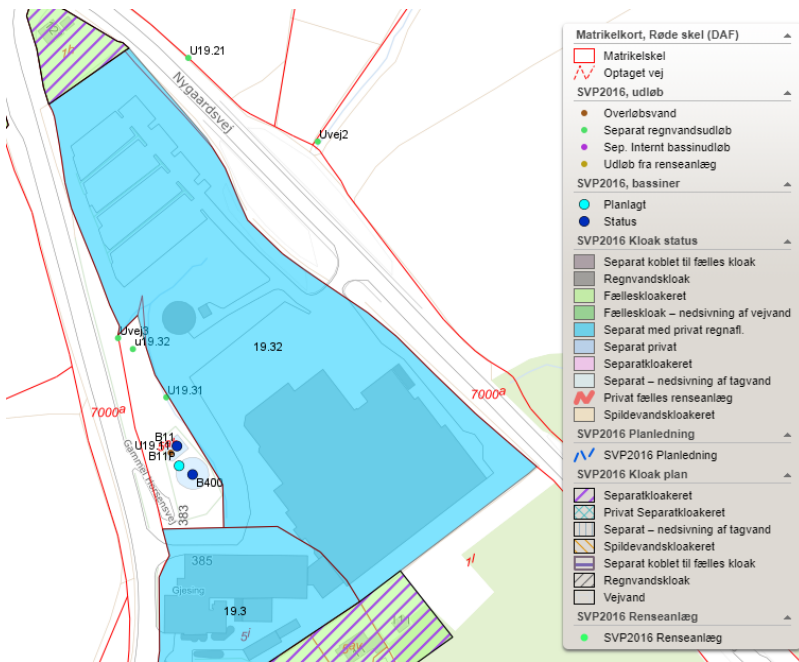 1ʰ
U19.21
Nygaardsvej
Uvej2
Uvej3
u19.32
19.32
U19.31
7000ª
7000ª
B11
U19.11
B11P
B400
Gammel Horsensvej
383
385
Gjesing
19.3
5ⁱ
1ˡ
Matrikelkort, Røde skel (DAF)
Matrikelskel
Optaget vej
SVP2016, udløb
Overløbsvand
Separat regnvandsudløb
Sep. Internt bassinudløb
Udløb fra renseanlæg
SVP2016, bassiner
Planlagt
Status
SVP2016 Kloak status
Separat koblet til fælles kloak
Regnvandskloak
Fælleskloakeret
Fælleskloak – nedsivning af vejvand
Separat med privat regnafl.
Separat privat
Separatkloakeret
Separat – nedsivning af tagvand
Privat fælles renseanlæg
Spildevandskloakeret
SVP2016 Planledning
SVP2016 Planledning
SVP2016 Kloak plan
Separatkloakeret
Privat Separatkloakeret
Separat – nedsivning af tagvand
Spildevandskloakeret
Separat koblet til fælles kloak
Regnvandskloak
Vejvand
SVP2016 Renseanlæg
SVP2016 Renseanlæg